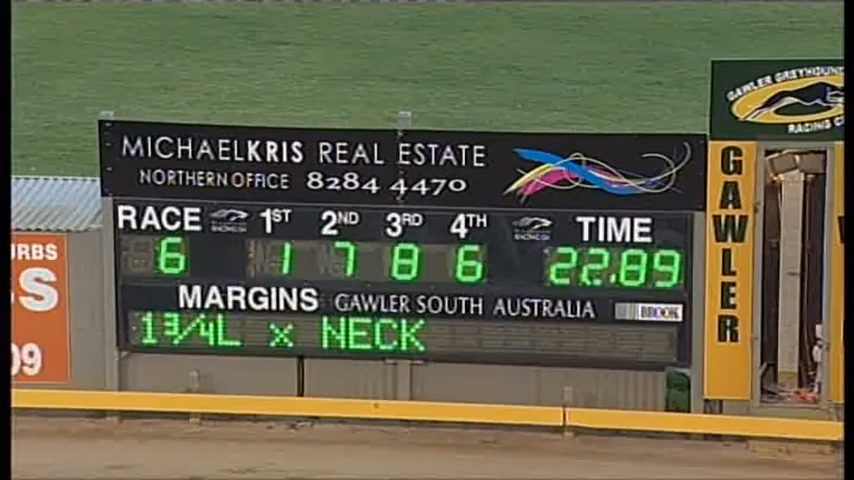 GAWLER GREYHOUND
RACING C
MICHAELKRIS REAL ESTATE
NORTHERN OFFICE 8284 4470
GAWLER
RACE 1ST 2ND 3RD 4TH TIME
6 1 7 8 6 22.89
MARGINS GAWLER SOUTH AUSTRALIA BROOK
1¾L x NECK
RBS
S
09